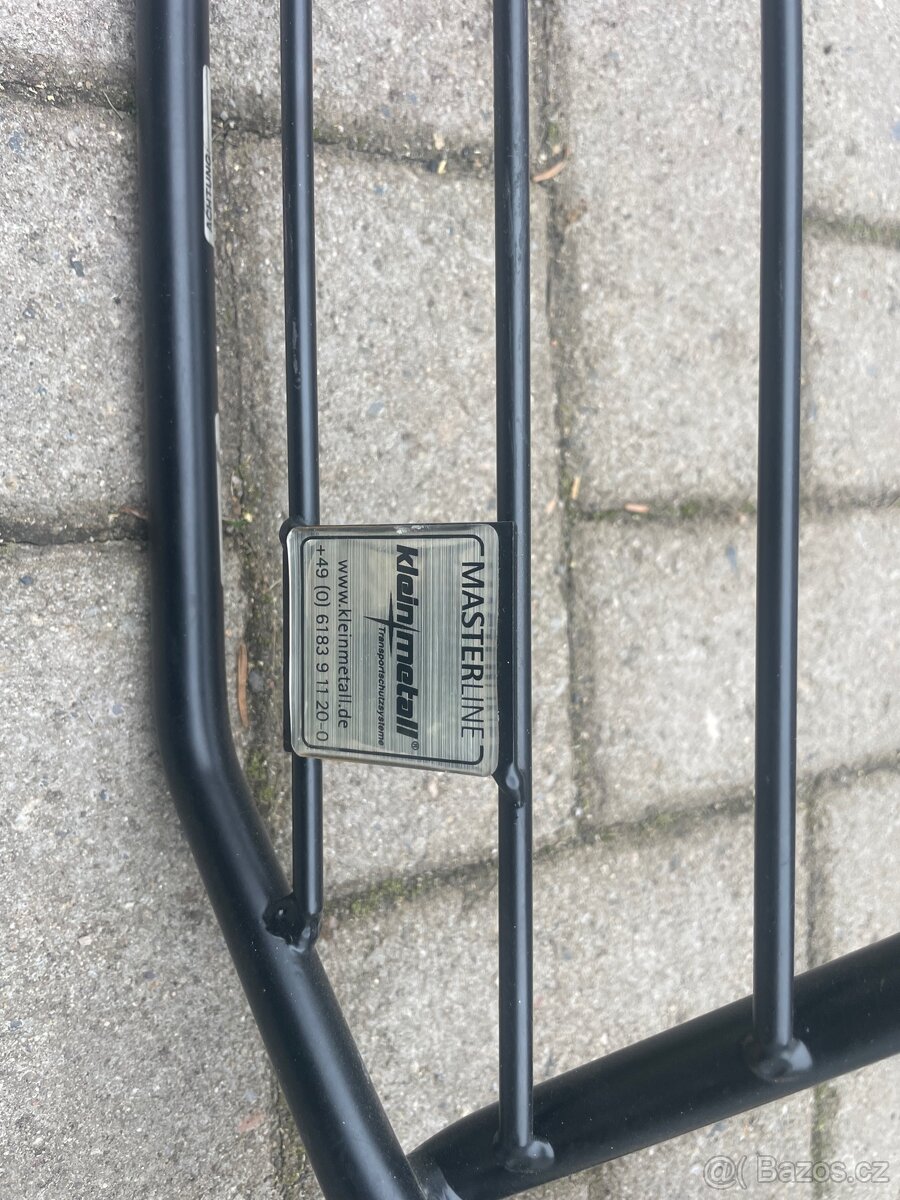 MASTERLINE
kleinmetall®
Transportschutzsysteme
www.kleinmetall.de
+49 (0) 6183 9 11 20-0
@Bazos.cz